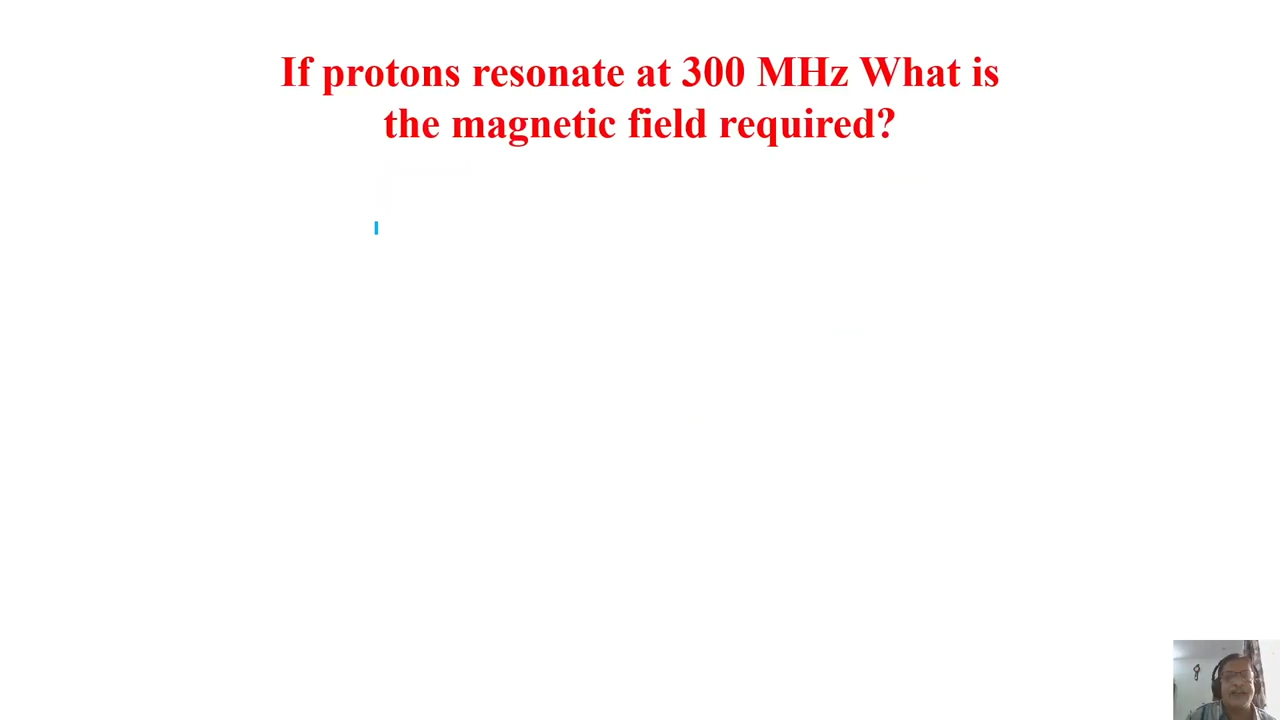 If protons resonate at 300 MHz What is
the magnetic field required?